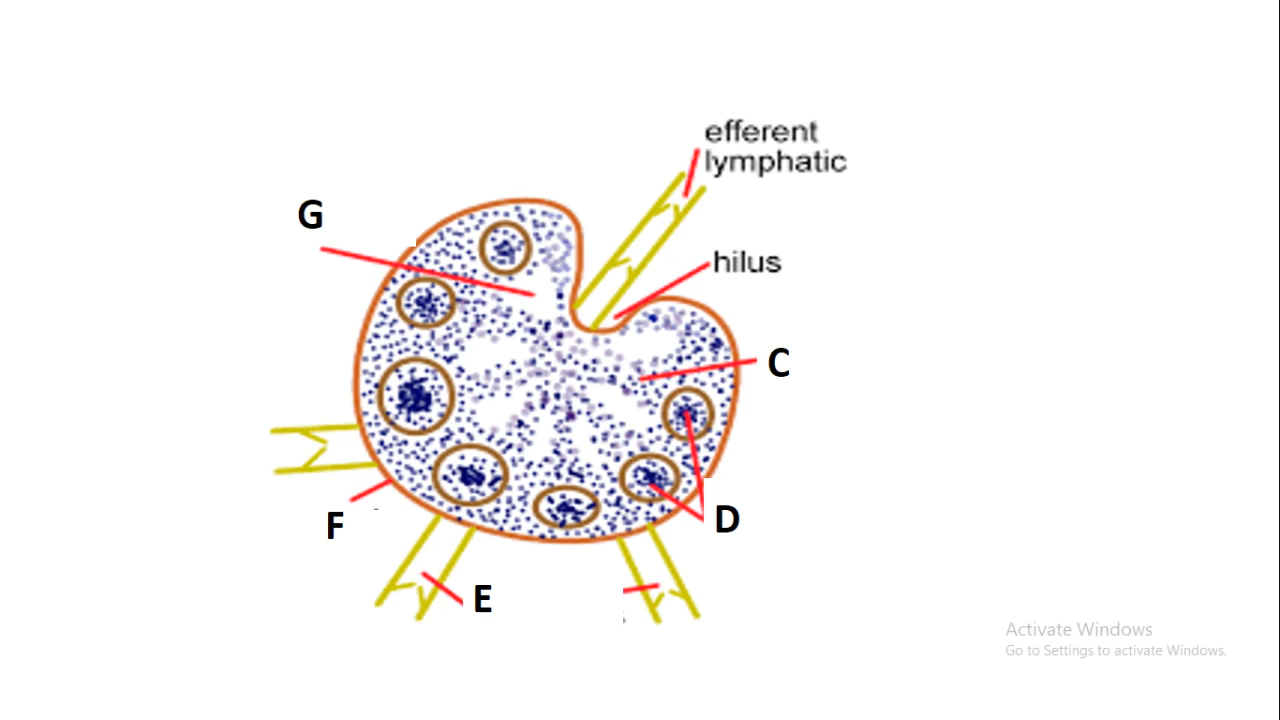 efferent
lymphatic
G
hilus
C
D
F
E
Activate Windows
Go to Settings to activate Windows.